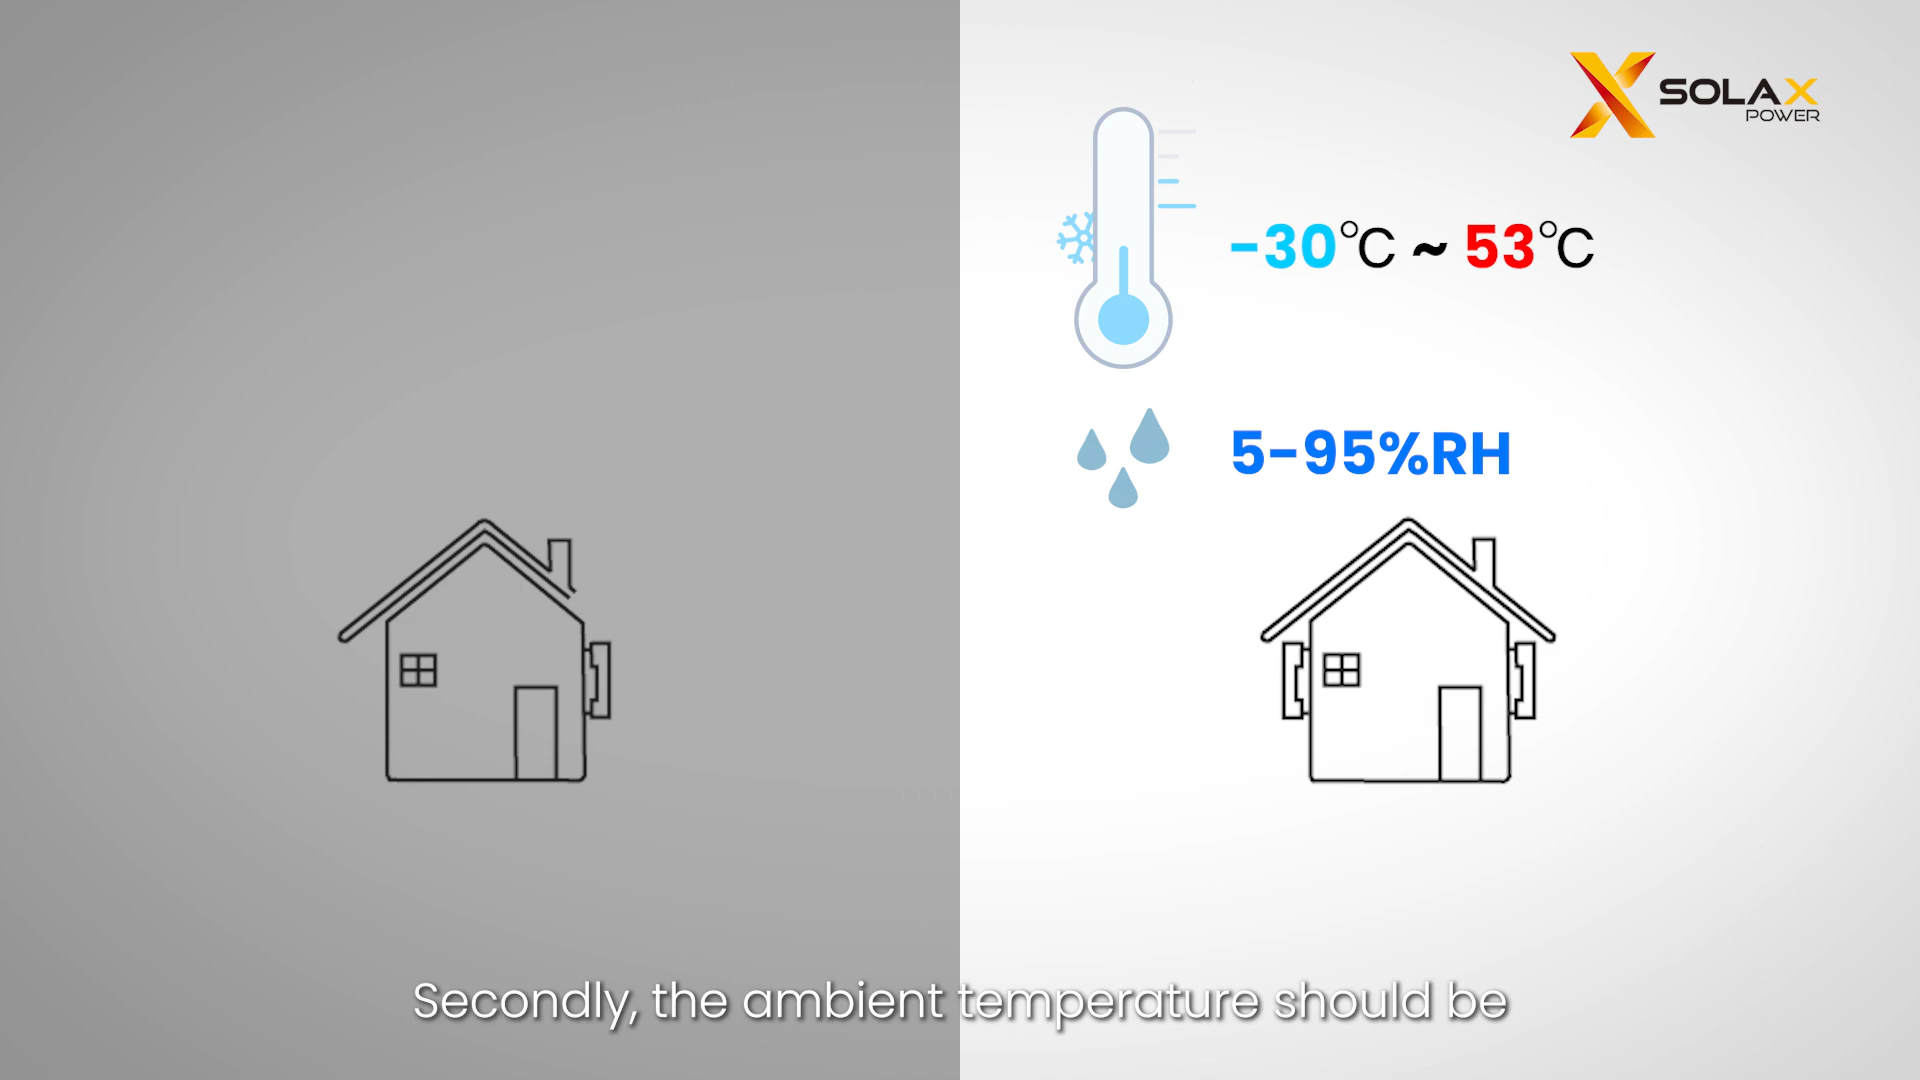 SOLAX
POWER
-30℃ ~ 53℃
5-95%RH
Secondly, the ambient temperature should be